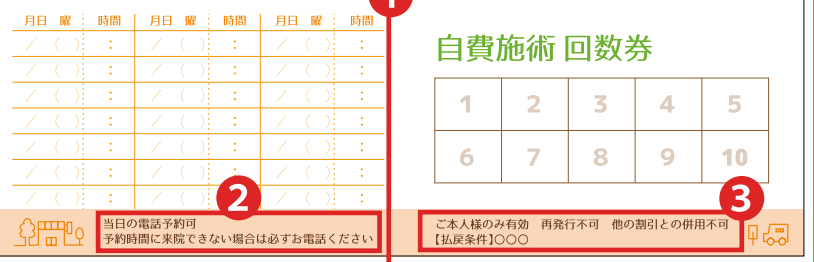 1
月日 曜 時間 月日 曜 時間 月日 曜 時間
／ （ ） ： ／ （ ） ： ／ （ ） ：
／ （ ） ： ／ （ ） ： ／ （ ） ：
／ （ ） ： ／ （ ） ： ／ （ ） ：
／ （ ） ： ／ （ ） ： ／ （ ） ：
／ （ ） ： ／ （ ） ： ／ （ ） ：
／ （ ） ： ／ （ ） ： ／ （ ） ：
／ （ ） ： ／ （ ） ： ／ （ ） ：
2
当日の電話予約可
予約時間に来院できない場合は必ずお電話ください
自費施術 回数券
1 2 3 4 5
6 7 8 9 10
3
ご本人様のみ有効 再発行不可 他の割引との併用不可
【払戻条件】○○○